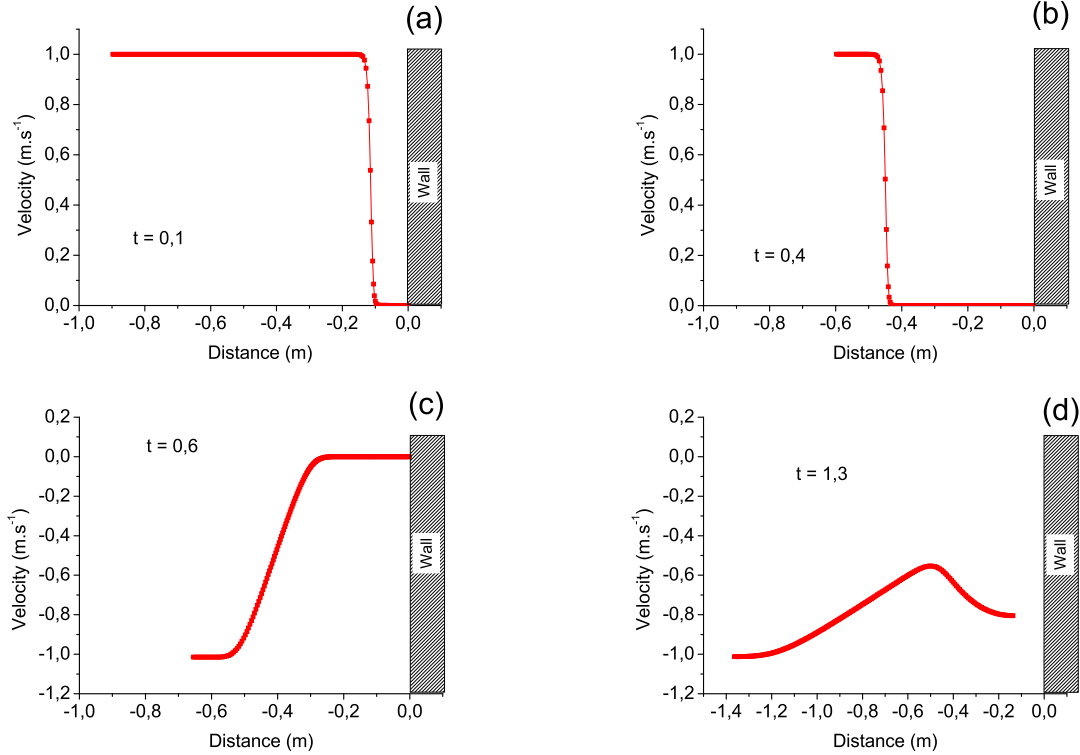 (a)
1,0
0,8
0,6
0,4
0,2
0,0
Velocity (m.s-1)
t = 0,1
Wall
-1,0 -0,8 -0,6 -0,4 -0,2 0,0
Distance (m)
(b)
1,0
0,8
0,6
0,4
0,2
0,0
Velocity (m.s-1)
t = 0,4
Wall
-1,0 -0,8 -0,6 -0,4 -0,2 0,0
Distance (m)
(c)
0,2
0,0
-0,2
-0,4
-0,6
-0,8
-1,0
-1,2
Velocity (m.s-1)
t = 0,6
Wall
-1,0 -0,8 -0,6 -0,4 -0,2 0,0
Distance (m)
(d)
0,2
0,0
-0,2
-0,4
-0,6
-0,8
-1,0
-1,2
Velocity (m.s-1)
t = 1,3
Wall
-1,4 -1,2 -1,0 -0,8 -0,6 -0,4 -0,2 0,0
Distance (m)